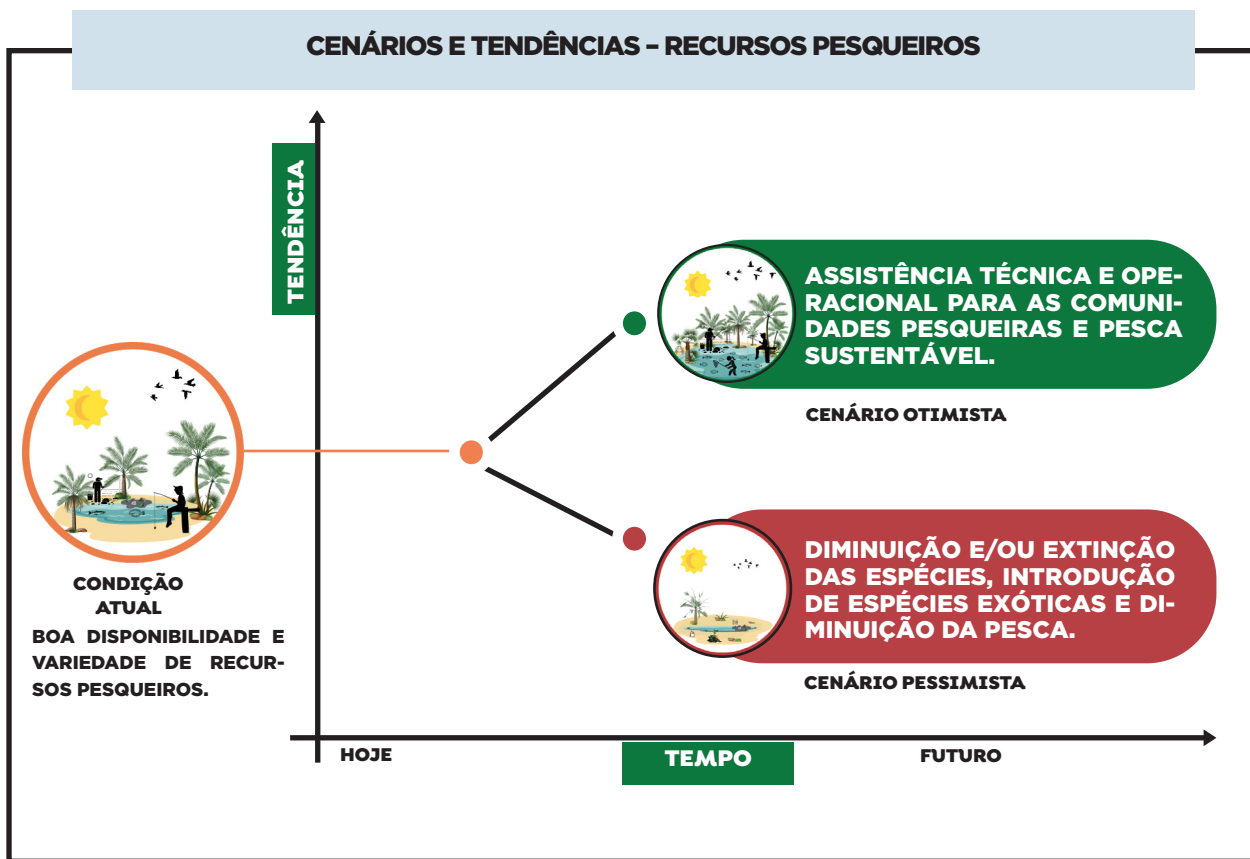 CENÁRIOS E TENDÊNCIAS – RECURSOS PESQUEIROS
TENDÊNCIA
ASSISTÊNCIA TÉCNICA E OPE-
RACIONAL PARA AS COMUNI-
DADES PESQUEIRAS E PESCA
SUSTENTÁVEL.
CENÁRIO OTIMISTA
CONDIÇÃO
ATUAL
BOA DISPONIBILIDADE E
VARIEDADE DE RECUR-
SOS PESQUEIROS.
DIMINUIÇÃO E/OU EXTINÇÃO
DAS ESPÉCIES, INTRODUÇÃO
DE ESPÉCIES EXÓTICAS E DI-
MINUIÇÃO DA PESCA.
CENÁRIO PESSIMISTA
HOJE
TEMPO
FUTURO